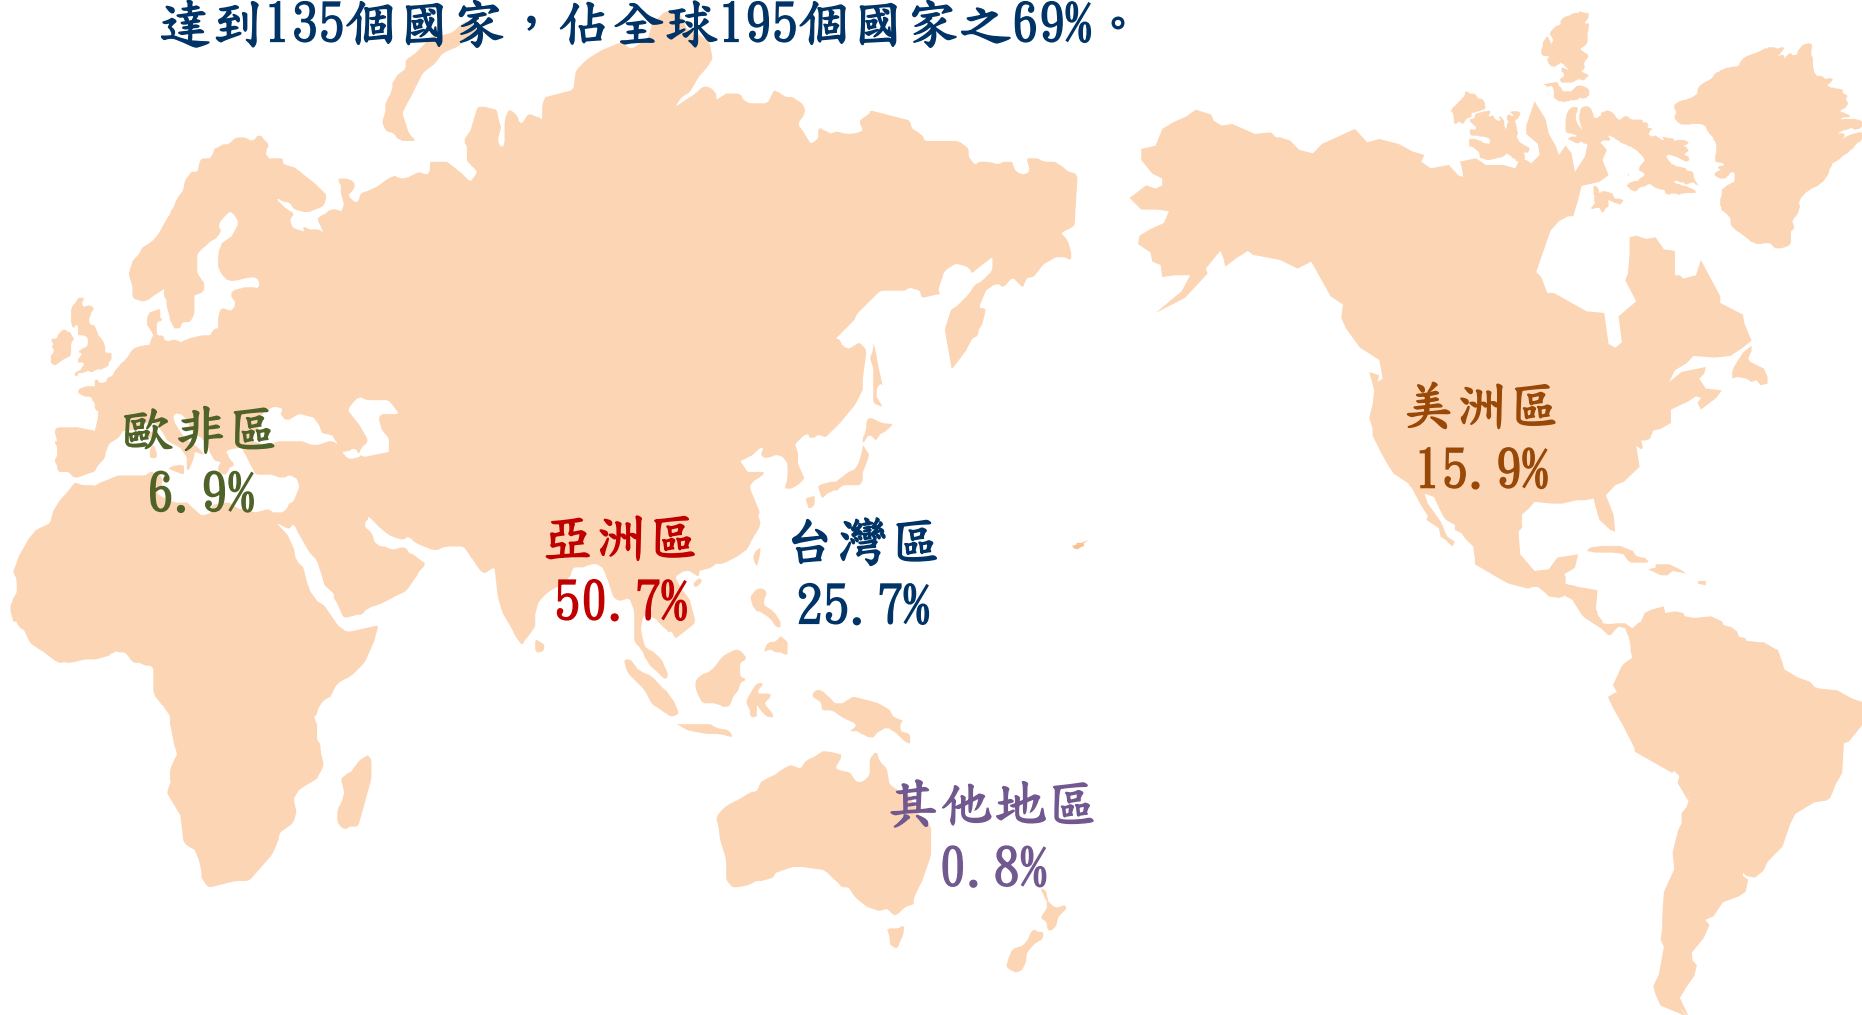 達到135個國家，佔全球195個國家之69%。
歐非區
6.9%
亞洲區
50.7%
台灣區
25.7%
美洲區
15.9%
其他地區
0.8%